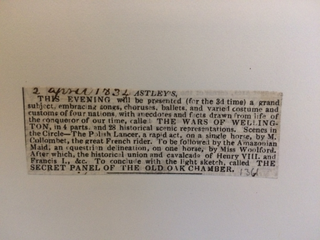 2 April 1832 ASTLEY'S,
THIS EVENING will be presented (for the 3d time) a grand
subject, embracing songs, choruses, ballets, and varied costume and
customs of four nations, with anecdotes and facts drawn from life of
the conqueror of our time, called THE WARS OF WELLING-
TON, in 4 parts, and 28 historical scenic representations. Scenes in
the Circle—The Polish Lancer, a rapid act, on a single horse, by M.
Collombet, the great French rider. To be followed by the Amazonian
Maid, an equestrian delineation, on one horse, by Miss Woolford.
After which, the historical union and cavalcade of Henry VIII. and
Francis I., &c. To conclude with the light sketch, called THE
SECRET PANEL OF THE OLD OAK CHAMBER.